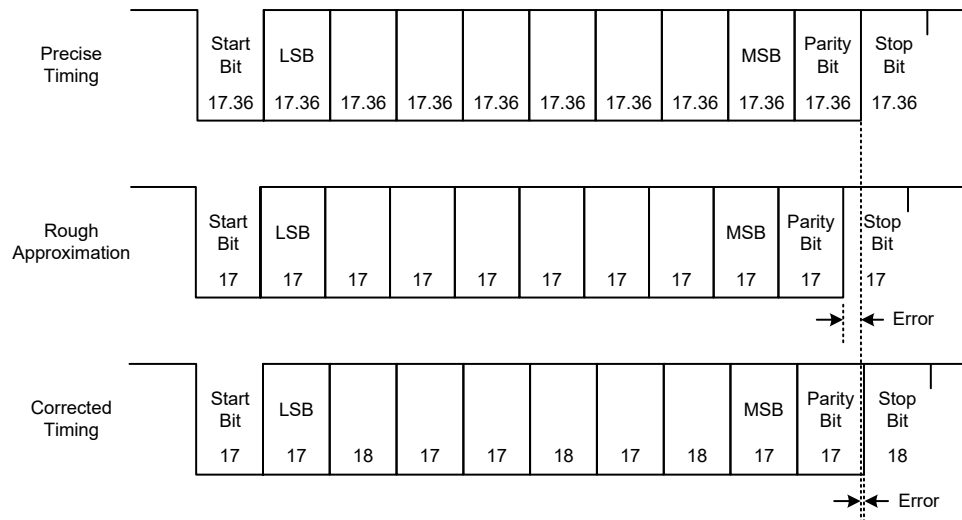 Precise
Timing
Start
Bit
LSB
MSB
Parity
Bit
Stop
Bit
17.36 17.36 17.36 17.36 17.36 17.36 17.36 17.36 17.36 17.36 17.36
Rough
Approximation
Start
Bit
LSB
MSB
Parity
Bit
Stop
Bit
17 17 17 17 17 17 17 17 17 17 17
Error
Corrected
Timing
Start
Bit
LSB
MSB
Parity
Bit
Stop
Bit
17 17 18 17 17 18 17 18 17 17 18
Error